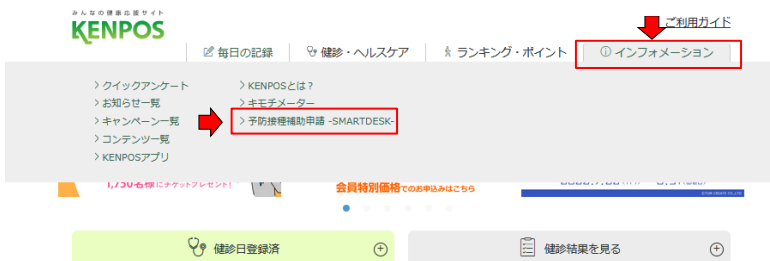 みんなの健康応援サイト
KENPOS
ご利用ガイド
毎日の記録
健診・ヘルスケア
ランキング・ポイント
インフォメーション
> クイックアンケート
> お知らせ一覧
> キャンペーン一覧
> コンテンツ一覧
> KENPOSアプリ
> KENPOSとは?
> キモチメーター
> 予防接種補助申請 -SMARTDESK-
1,750名様にチケットプレゼント!
会員特別価格でのお申込みはこちら
健診日登録済
健診結果を見る